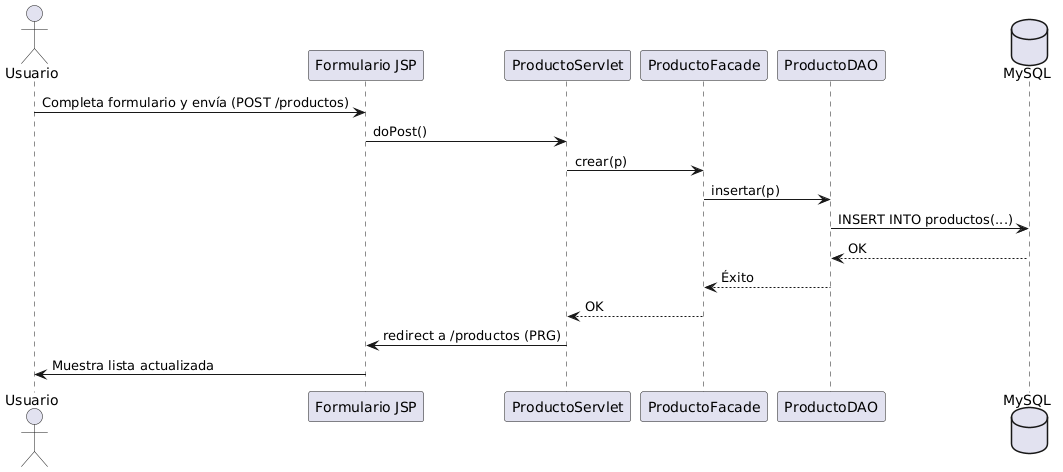 Usuario
Formulario JSP
ProductoServlet
ProductoFacade
ProductoDAO
MySQL
Completa formulario y envía (POST /productos)
doPost()
crear(p)
insertar(p)
INSERT INTO productos(...)
OK
Éxito
OK
redirect a /productos (PRG)
Muestra lista actualizada
Usuario
Formulario JSP
ProductoServlet
ProductoFacade
ProductoDAO
MySQL